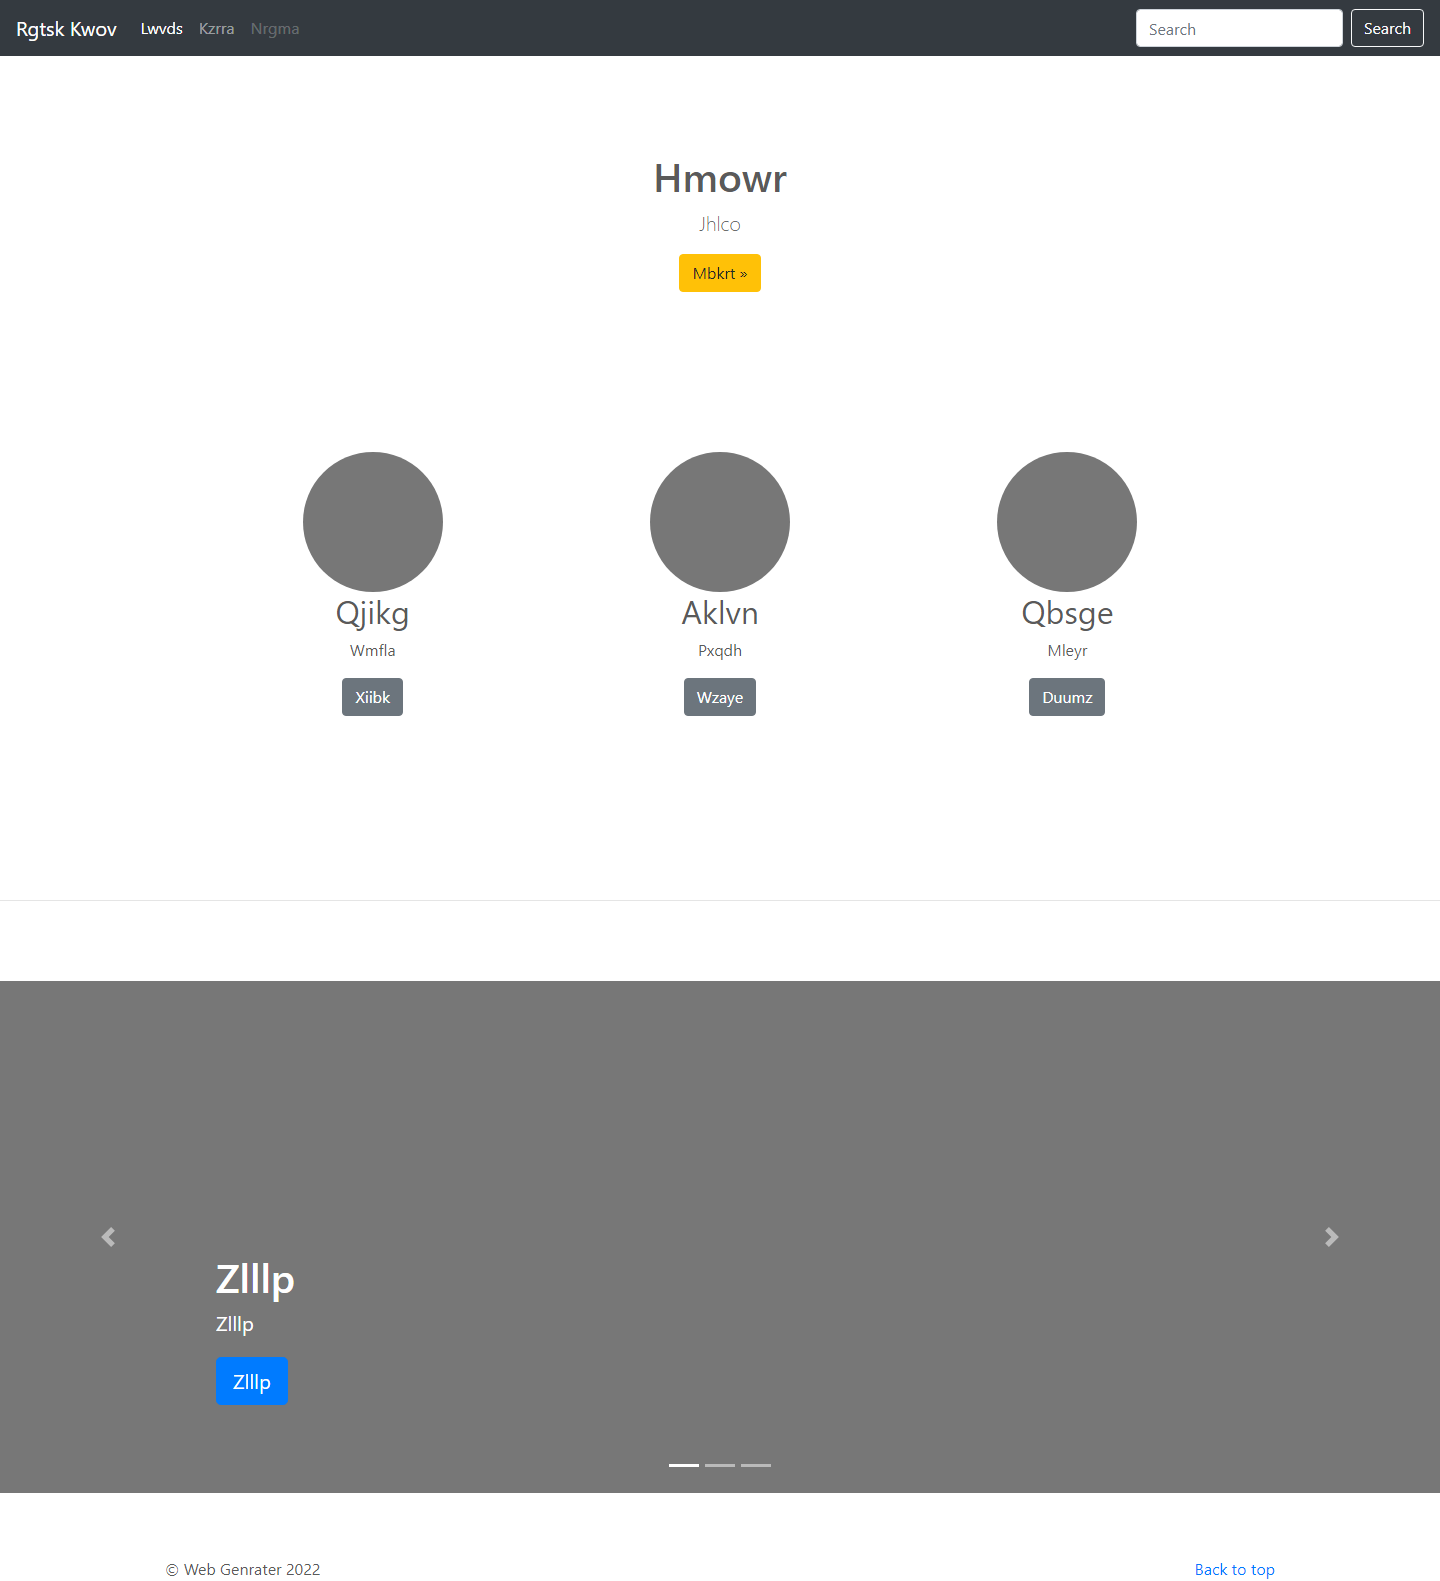 Rgtsk Kwov Lwvds Kzrra Nrgma Search Search
Hmowr
Jhlco
Mbkrt »
Qjikg Aklvn Qbsge
Wmfla Pxqdh Mleyr
Xiibk Wzaye Duumz
Zlllp
Zlllp
Zlllp
© Web Genrater 2022 Back to top